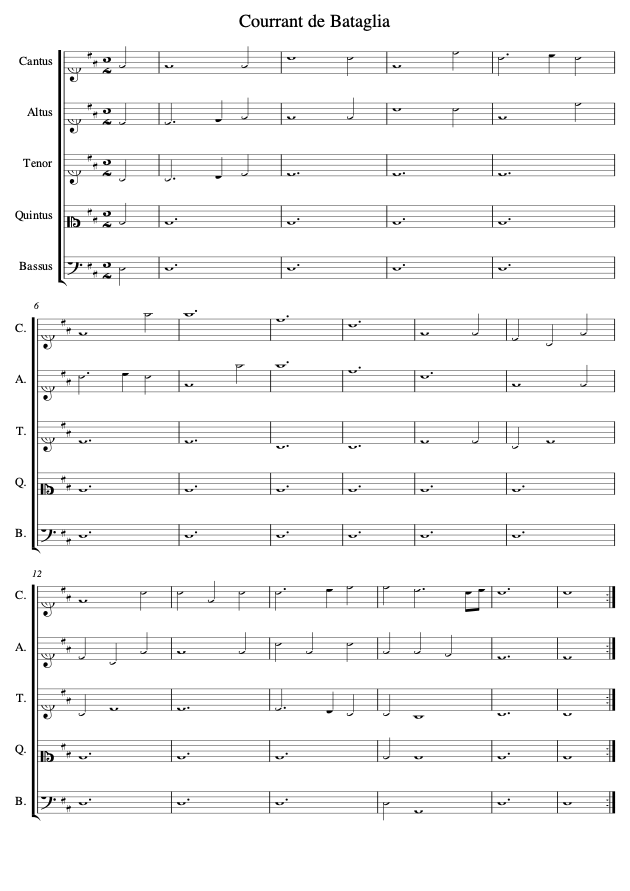 Courrant de Bataglia
Cantus
Altus
Tenor
Quintus
Bassus
6
C.
A.
T.
Q.
B.
12
C.
A.
T.
Q.
B.